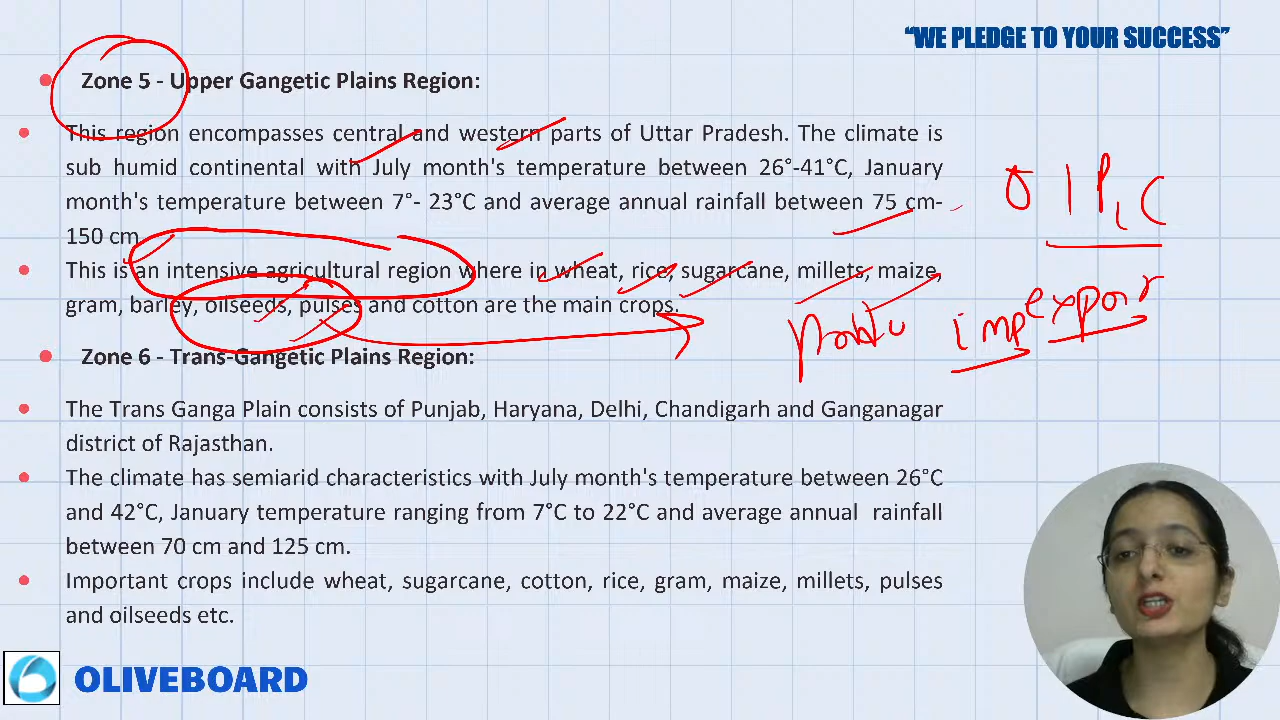 “WE PLEDGE TO YOUR SUCCESS”
Zone 5 - Upper Gangetic Plains Region:
This region encompasses central and western parts of Uttar Pradesh. The climate is
sub humid continental with July month's temperature between 26°-41°C, January
month's temperature between 7°- 23°C and average annual rainfall between 75 cm-
150 cm
This is an intensive agricultural region where in wheat, rice, sugarcane, millets, maize,
gram, barley, oilseeds, pulses and cotton are the main crops.
imp export
Zone 6 - Trans-Gangetic Plains Region:
The Trans Ganga Plain consists of Punjab, Haryana, Delhi, Chandigarh and Ganganagar
district of Rajasthan.
The climate has semiarid characteristics with July month's temperature between 26°C
and 42°C, January temperature ranging from 7°C to 22°C and average annual rainfall
between 70 cm and 125 cm.
Important crops include wheat, sugarcane, cotton, rice, gram, maize, millets, pulses
and oilseeds etc.
OLIVEBOARD